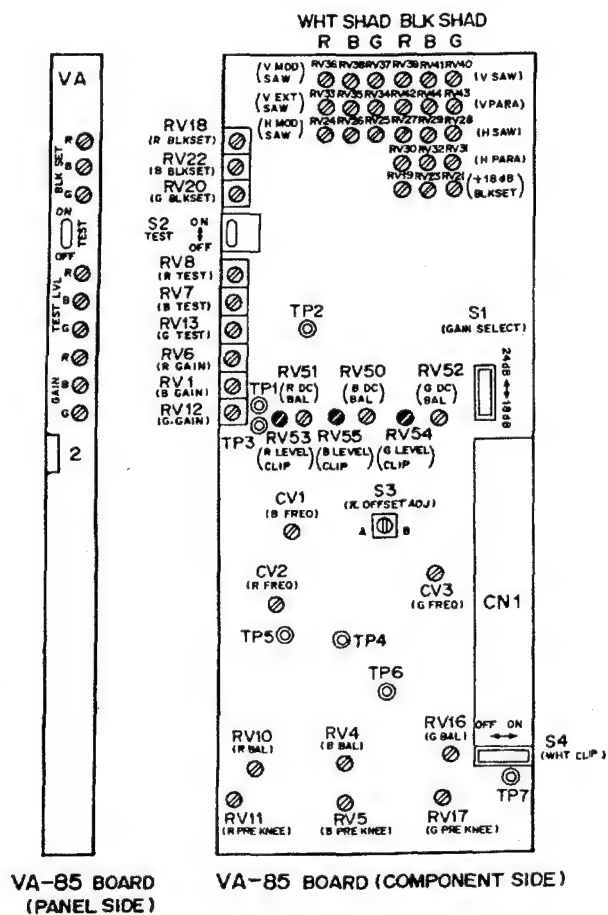 WHT SHAD BLK SHAD
R B G R B G
(V MOD SAW) RV36 RV38 RV37 RV39 RV41 RV40 (V SAW)
(V EXT SAW) RV33 RV35 RV34 RV42 RV44 RV43 (V PARA)
(H MOD SAW) RV24 RV26 RV25 RV27 RV29 RV28 (H SAW)
RV30 RV32 RV31 (H PARA)
RV19 RV23 RV21 (+18dB BLKSET)
VA
R
B
G
BLK SET
ON
TEST
OFF
R
B
G
TEST LVL
R
B
G
GAIN
2
RV18
(R BLKSET)
RV22
(B BLKSET)
RV20
(G BLKSET)
S2
TEST
ON
OFF
RV8
(R TEST)
RV7
(B TEST)
RV13
(G TEST)
RV6
(R GAIN)
RV1
(B GAIN)
RV12
(G.GAIN)
TP2
S1
(GAIN SELECT)
24dB
18dB
TP1
TP3
RV51
(R DC BAL)
RV50
(B DC BAL)
RV52
(G DC BAL)
RV53
(R LEVEL CLIP)
RV55
(B LEVEL CLIP)
RV54
(G LEVEL CLIP)
CV1
(B FREQ)
S3
OFFSET ADJ)
A B
CV2
(R FREQ)
CV3
(G FREQ)
CN1
TP5
TP4
TP6
RV10
(R BAL)
RV4
(B BAL)
RV16
(G BAL)
OFF ON
S4
(WHT CLIP)
TP7
RV11
(R PRE KNEE)
RV5
(B PRE KNEE)
RV17
(G PRE KNEE)
VA-85 BOARD
(PANEL SIDE)
VA-85 BOARD (COMPONENT SIDE)